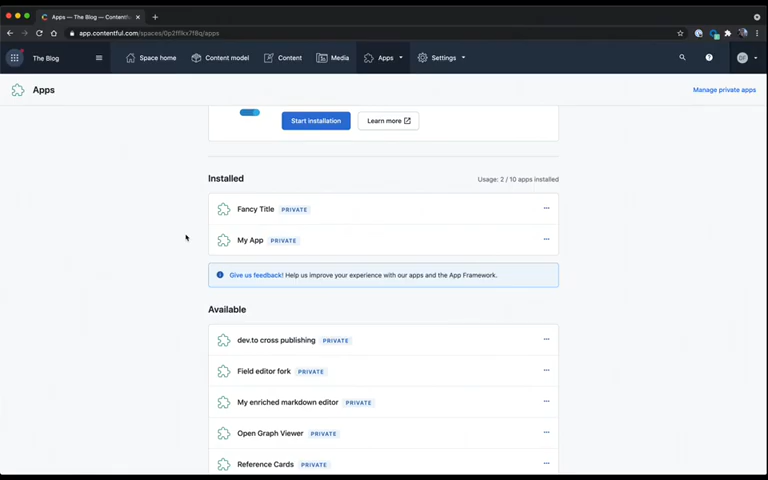 Apps — The Blog — Contentful
app.contentful.com/spaces/0p2fflkx7f8q/apps
The Blog
Space home
Content model
Content
Media
Apps
Settings
Apps
Manage private apps
Start installation
Learn more
Installed
Usage: 2 / 10 apps installed
Fancy Title PRIVATE
My App PRIVATE
Give us feedback! Help us improve your experience with our apps and the App Framework.
Available
dev.to cross publishing PRIVATE
Field editor fork PRIVATE
My enriched markdown editor PRIVATE
Open Graph Viewer PRIVATE
Reference Cards PRIVATE